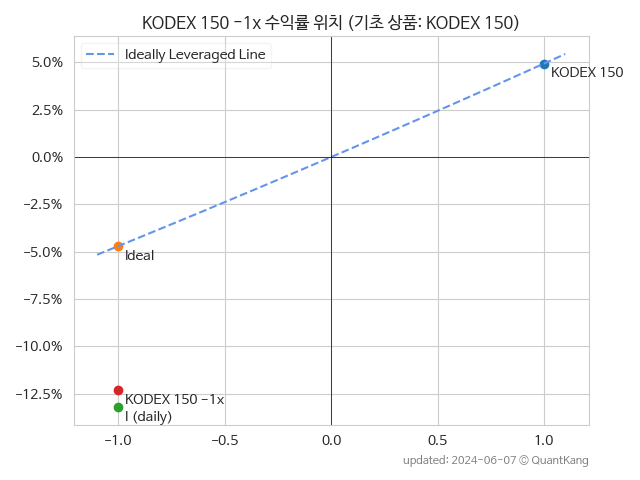 KODEX 150 -1x 수익률 위치 (기초 상품: KODEX 150)
Ideally Leveraged Line
5.0%
KODEX 150
2.5%
0.0%
-2.5%
-5.0%
Ideal
-7.5%
-10.0%
-12.5%
KODEX 150 -1x
I (daily)
-1.0 -0.5 0.0 0.5 1.0
updated: 2024-06-07 © QuantKang